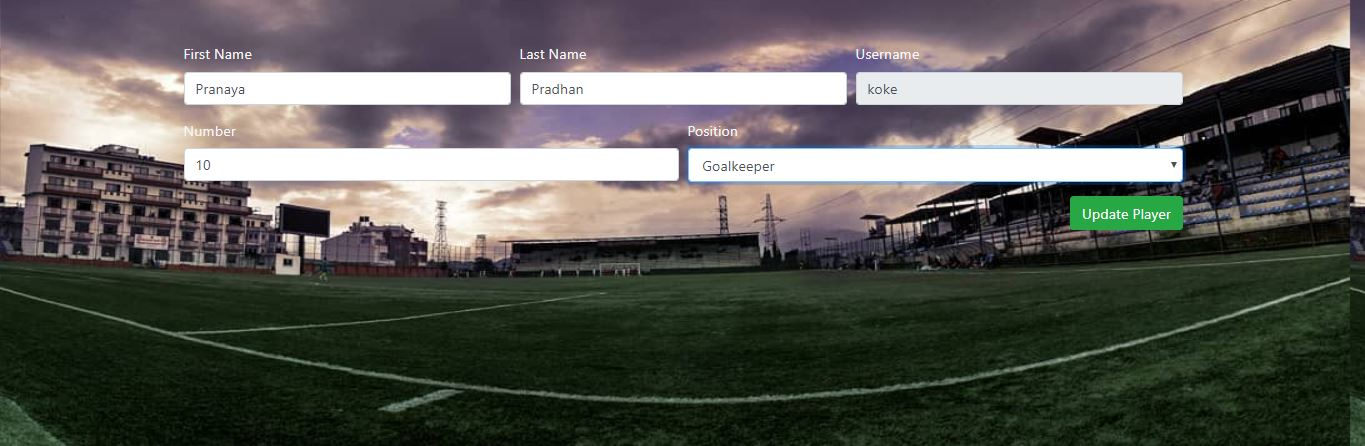 First Name Last Name Username
Pranaya Pradhan koke
Number Position
10 Goalkeeper
Update Player